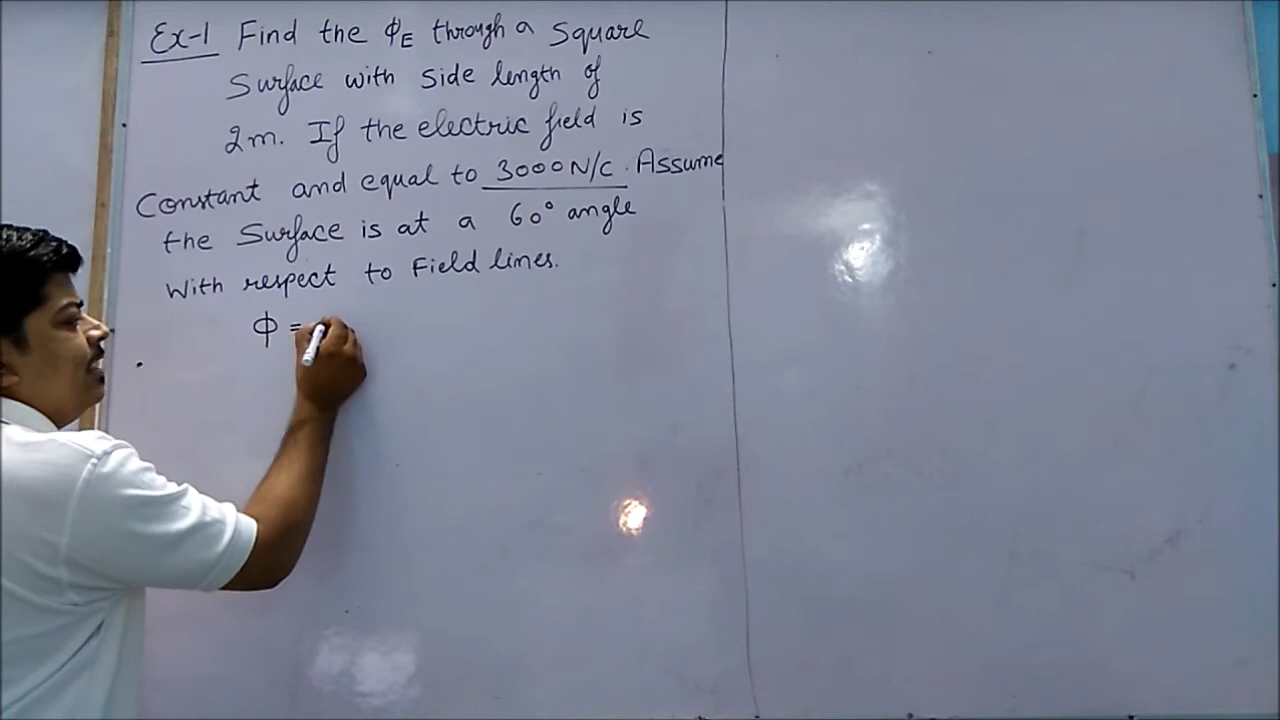 Ex-1 Find the ϕE through a Square
Surface with side length of
2m. If the electric field is
Constant and equal to 3000 N/C. Assume
the Surface is at a 60° angle
With respect to Field lines.
ϕ =